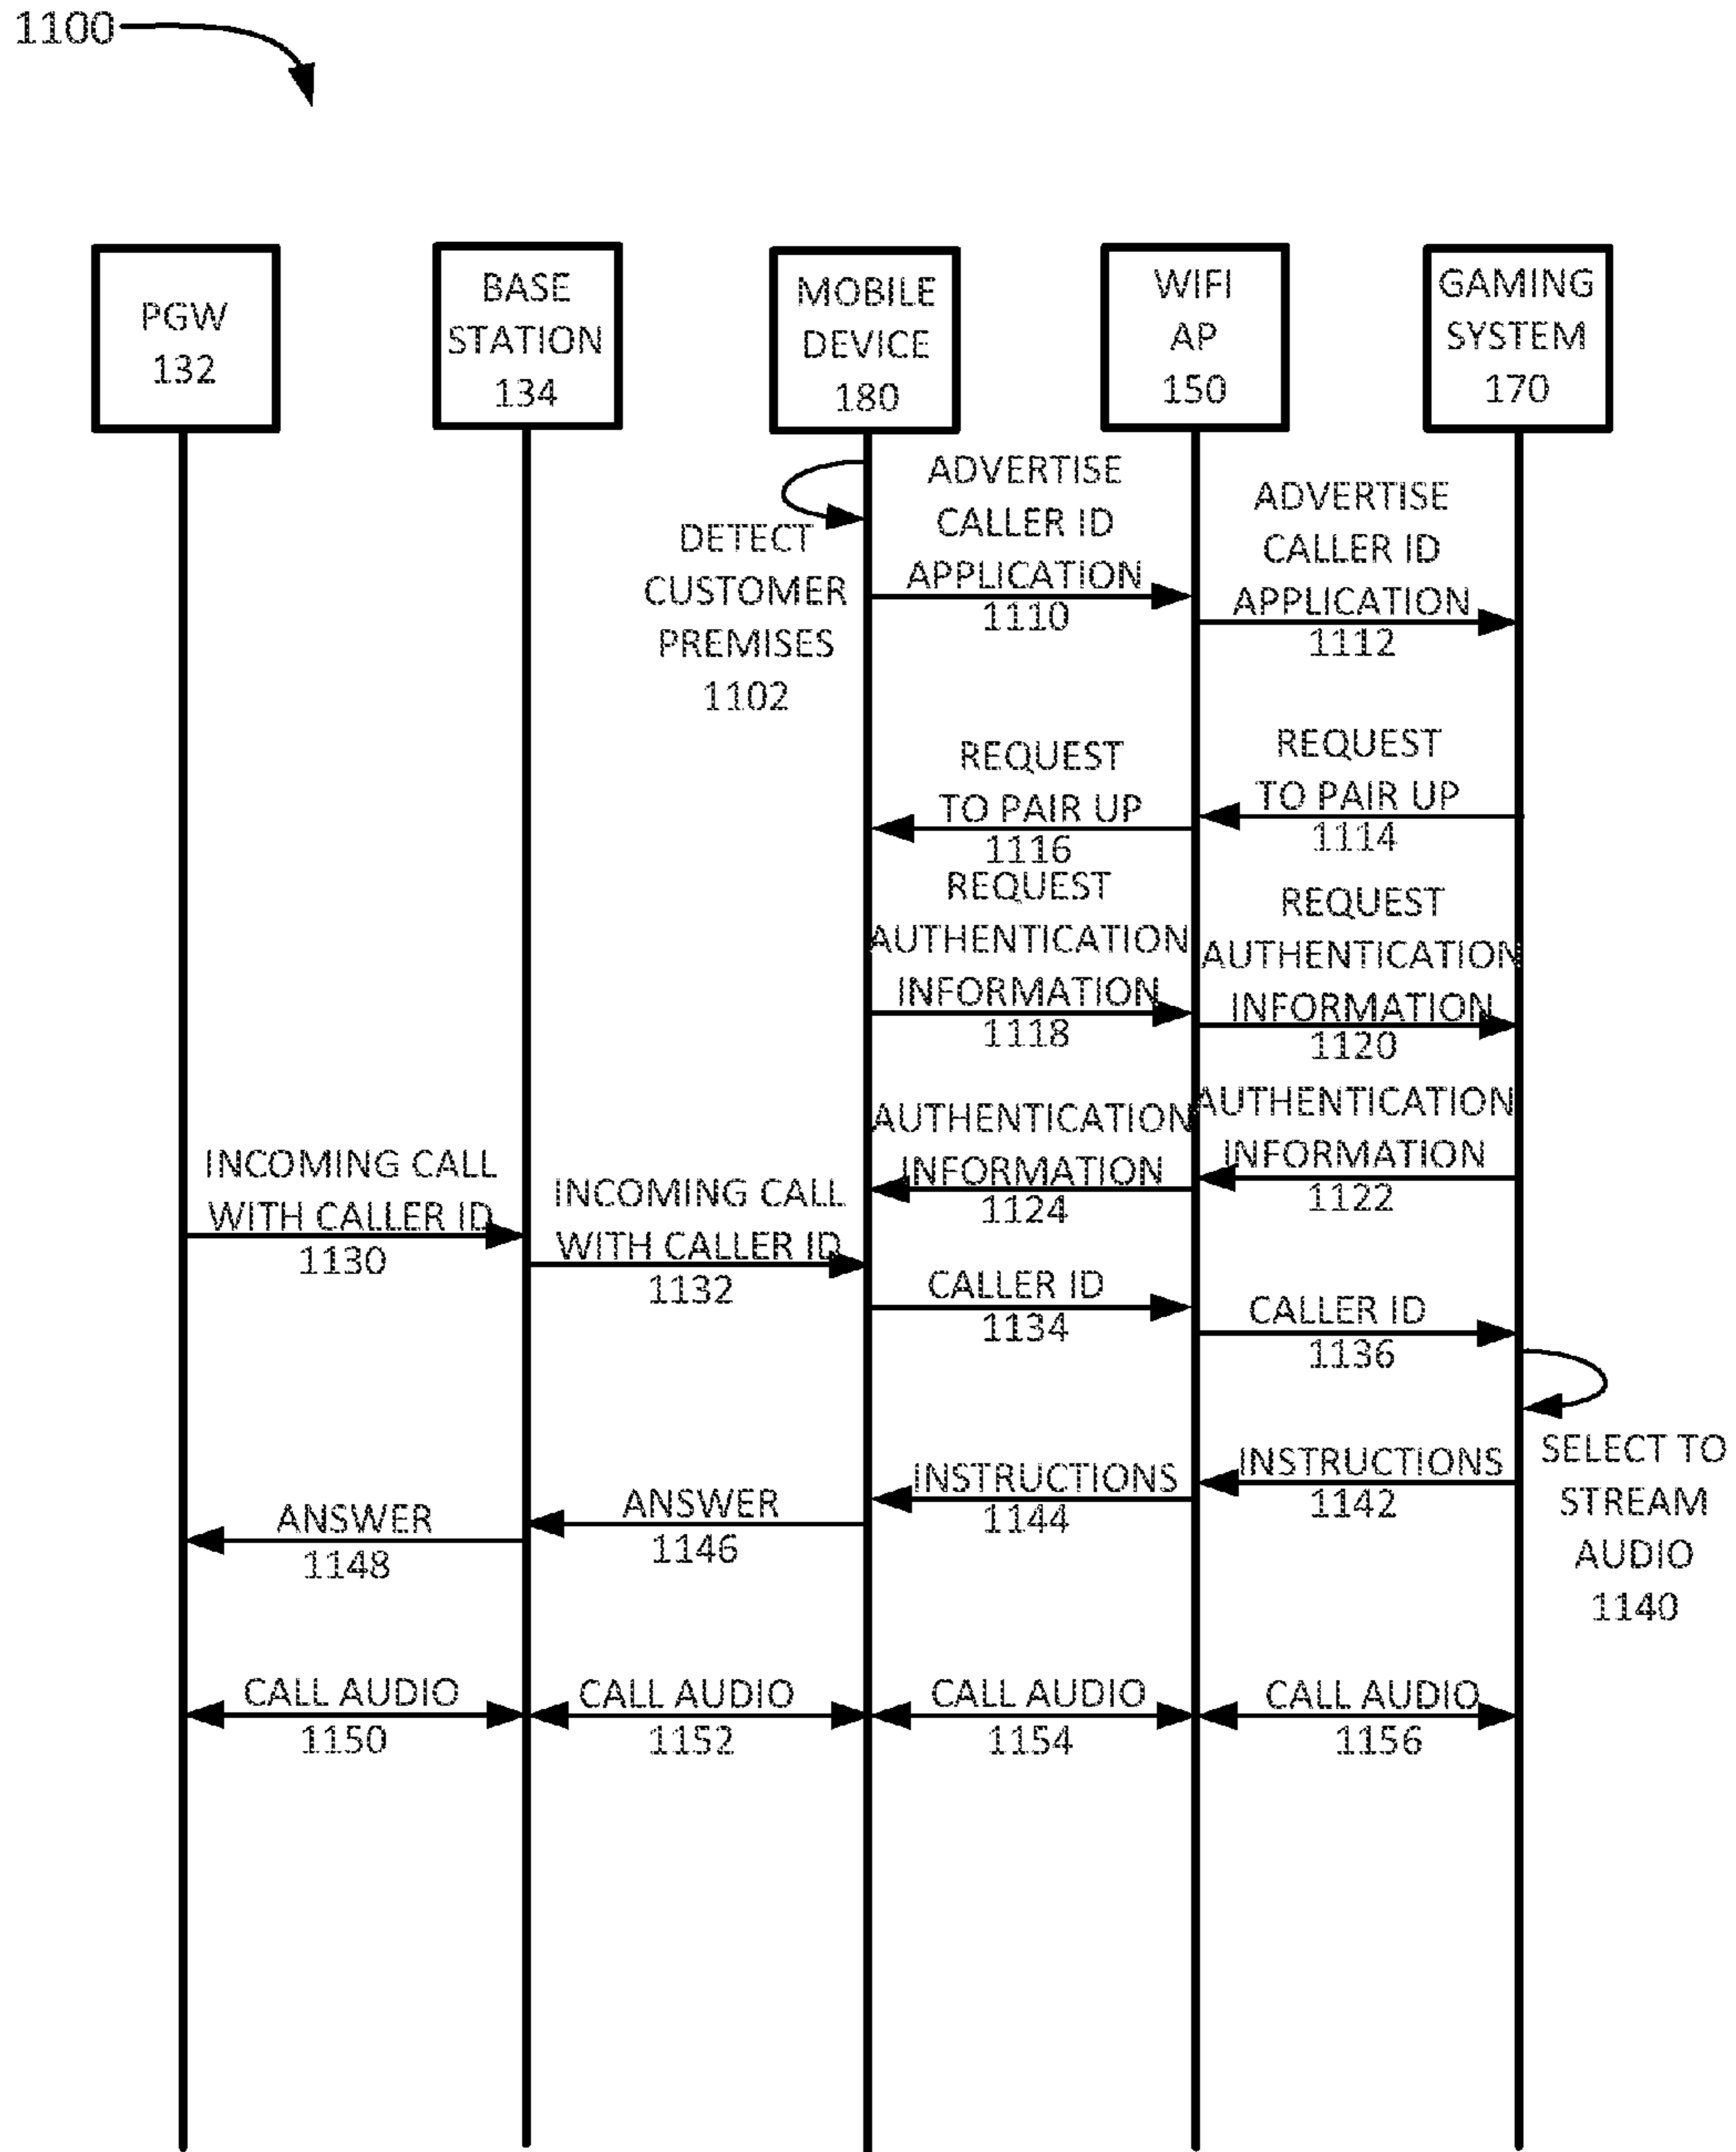 1100
PGW
132
BASE
STATION
134
MOBILE
DEVICE
180
WIFI
AP
150
GAMING
SYSTEM
170
DETECT
CUSTOMER
PREMISES
1102
ADVERTISE
CALLER ID
APPLICATION
1110
ADVERTISE
CALLER ID
APPLICATION
1112
REQUEST
TO PAIR UP
1114
REQUEST
TO PAIR UP
1116
REQUEST
AUTHENTICATION
INFORMATION
1118
REQUEST
AUTHENTICATION
INFORMATION
1120
AUTHENTICATION
INFORMATION
1122
AUTHENTICATION
INFORMATION
1124
INCOMING CALL
WITH CALLER ID
1130
INCOMING CALL
WITH CALLER ID
1132
CALLER ID
1134
CALLER ID
1136
SELECT TO
STREAM
AUDIO
1140
INSTRUCTIONS
1142
INSTRUCTIONS
1144
ANSWER
1146
ANSWER
1148
CALL AUDIO
1150
CALL AUDIO
1152
CALL AUDIO
1154
CALL AUDIO
1156